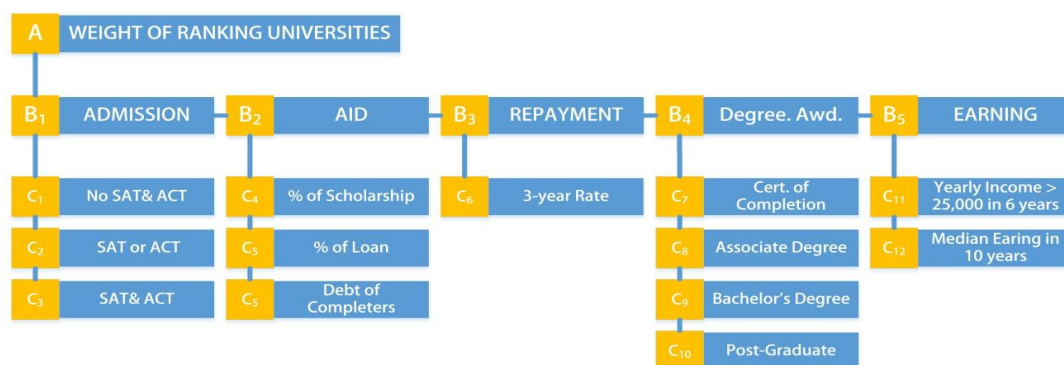 A WEIGHT OF RANKING UNIVERSITIES
B₁ ADMISSION B₂ AID B₃ REPAYMENT B₄ Degree. Awd. B₅ EARNING
C₁ No SAT& ACT
C₂ SAT or ACT
C₃ SAT& ACT
C₄ % of Scholarship
C₅ % of Loan
C₅ Debt of
Completers
C₆ 3-year Rate
C₇ Cert. of
Completion
C₈ Associate Degree
C₉ Bachelor's Degree
C₁₀ Post-Graduate
C₁₁ Yearly Income >
25,000 in 6 years
C₁₂ Median Earing in
10 years